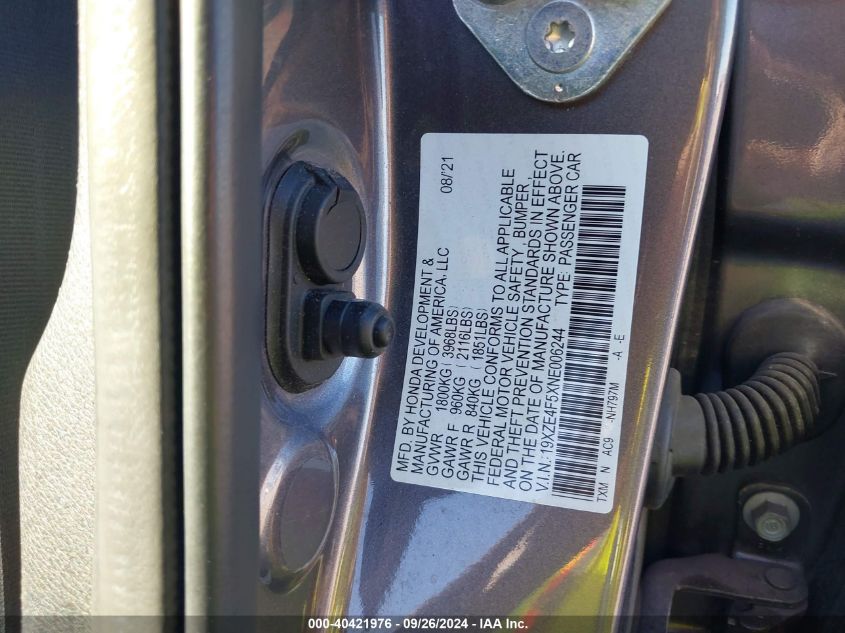 MFD. BY HONDA DEVELOPMENT &
MANUFACTURING OF AMERICA, LLC 08/'21
GVWR 1800KG (3968LBS)
GAWR F 960KG ( 2116LBS)
GAWR R 840KG ( 1851LBS)
THIS VEHICLE CONFORMS TO ALL APPLICABLE
FEDERAL MOTOR VEHICLE SAFETY , BUMPER ,
AND THEFT PREVENTION STANDARDS IN EFFECT
ON THE DATE OF MANUFACTURE SHOWN ABOVE.
V.I.N: 19XZE4F5XNE006244 TYPE: PASSENGER CAR
TXM N AC9 -NH797M -A -E
000-40421976 - 09/26/2024 - IAA Inc.